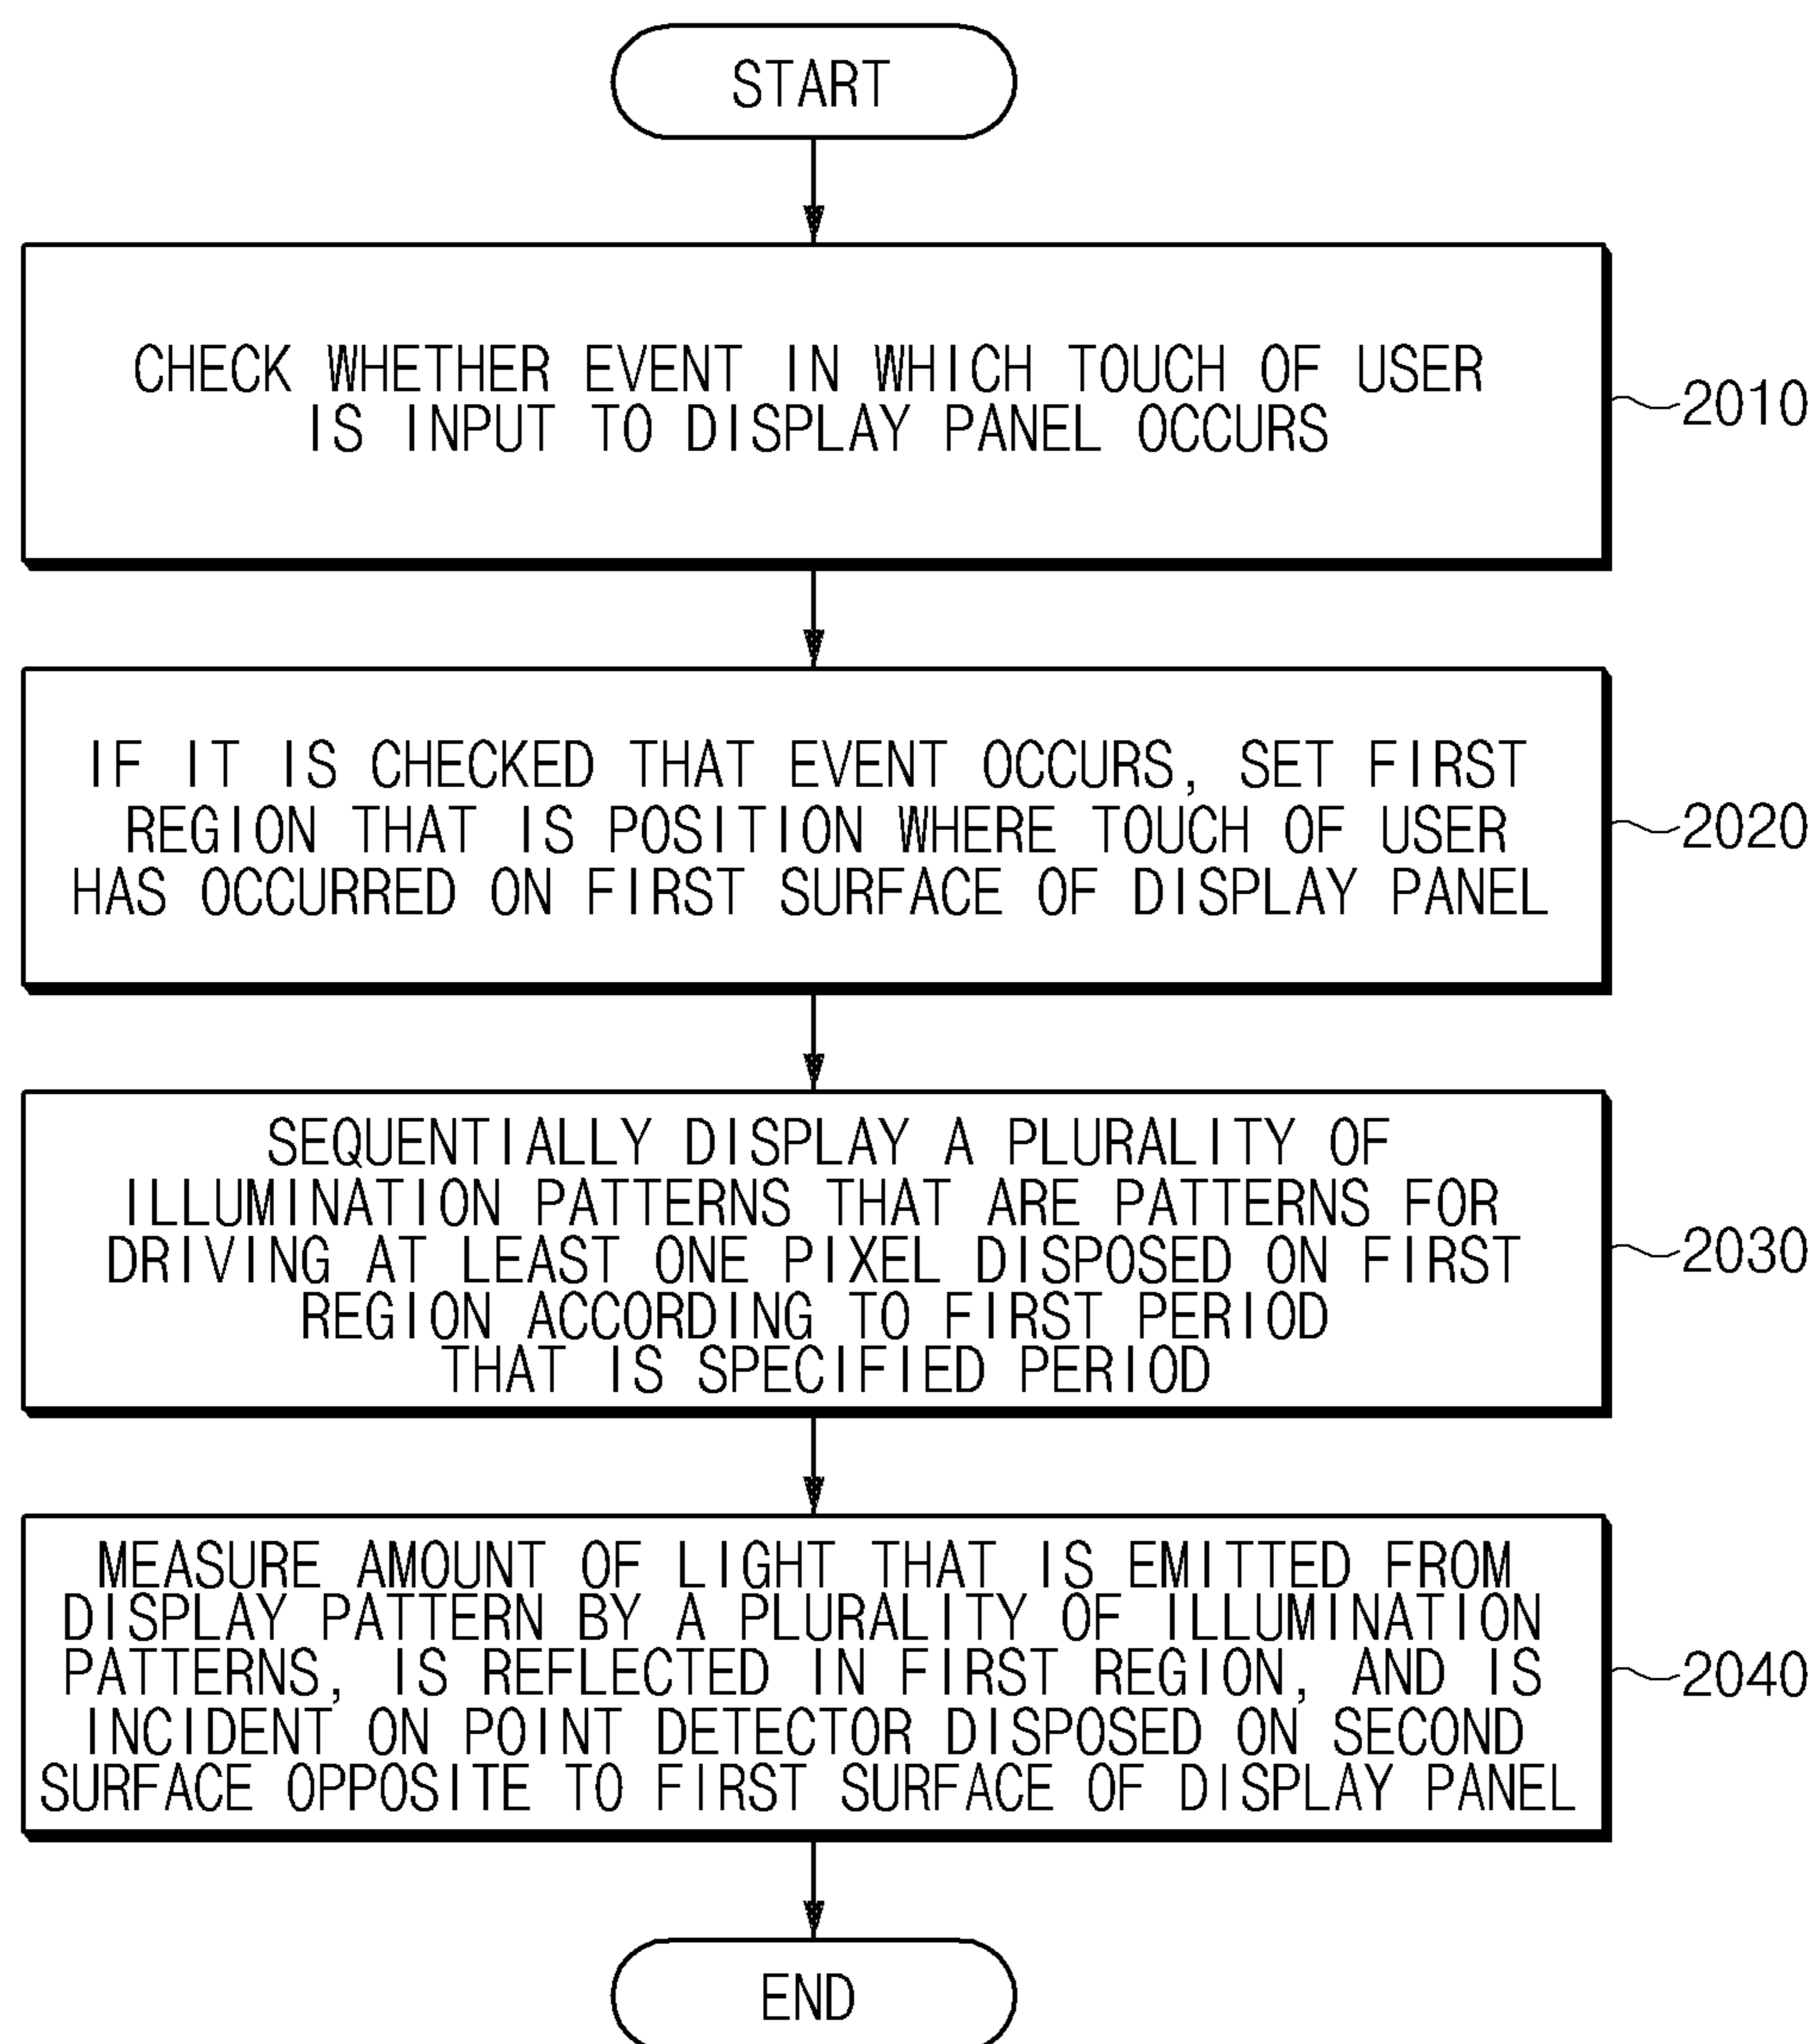 START
CHECK WHETHER EVENT IN WHICH TOUCH OF USER
IS INPUT TO DISPLAY PANEL OCCURS
2010
IF IT IS CHECKED THAT EVENT OCCURS, SET FIRST
REGION THAT IS POSITION WHERE TOUCH OF USER
HAS OCCURRED ON FIRST SURFACE OF DISPLAY PANEL
2020
SEQUENTIALLY DISPLAY A PLURALITY OF
ILLUMINATION PATTERNS THAT ARE PATTERNS FOR
DRIVING AT LEAST ONE PIXEL DISPOSED ON FIRST
REGION ACCORDING TO FIRST PERIOD
THAT IS SPECIFIED PERIOD
2030
MEASURE AMOUNT OF LIGHT THAT IS EMITTED FROM
DISPLAY PATTERN BY A PLURALITY OF ILLUMINATION
PATTERNS, IS REFLECTED IN FIRST REGION, AND IS
INCIDENT ON POINT DETECTOR DISPOSED ON SECOND
SURFACE OPPOSITE TO FIRST SURFACE OF DISPLAY PANEL
2040
END